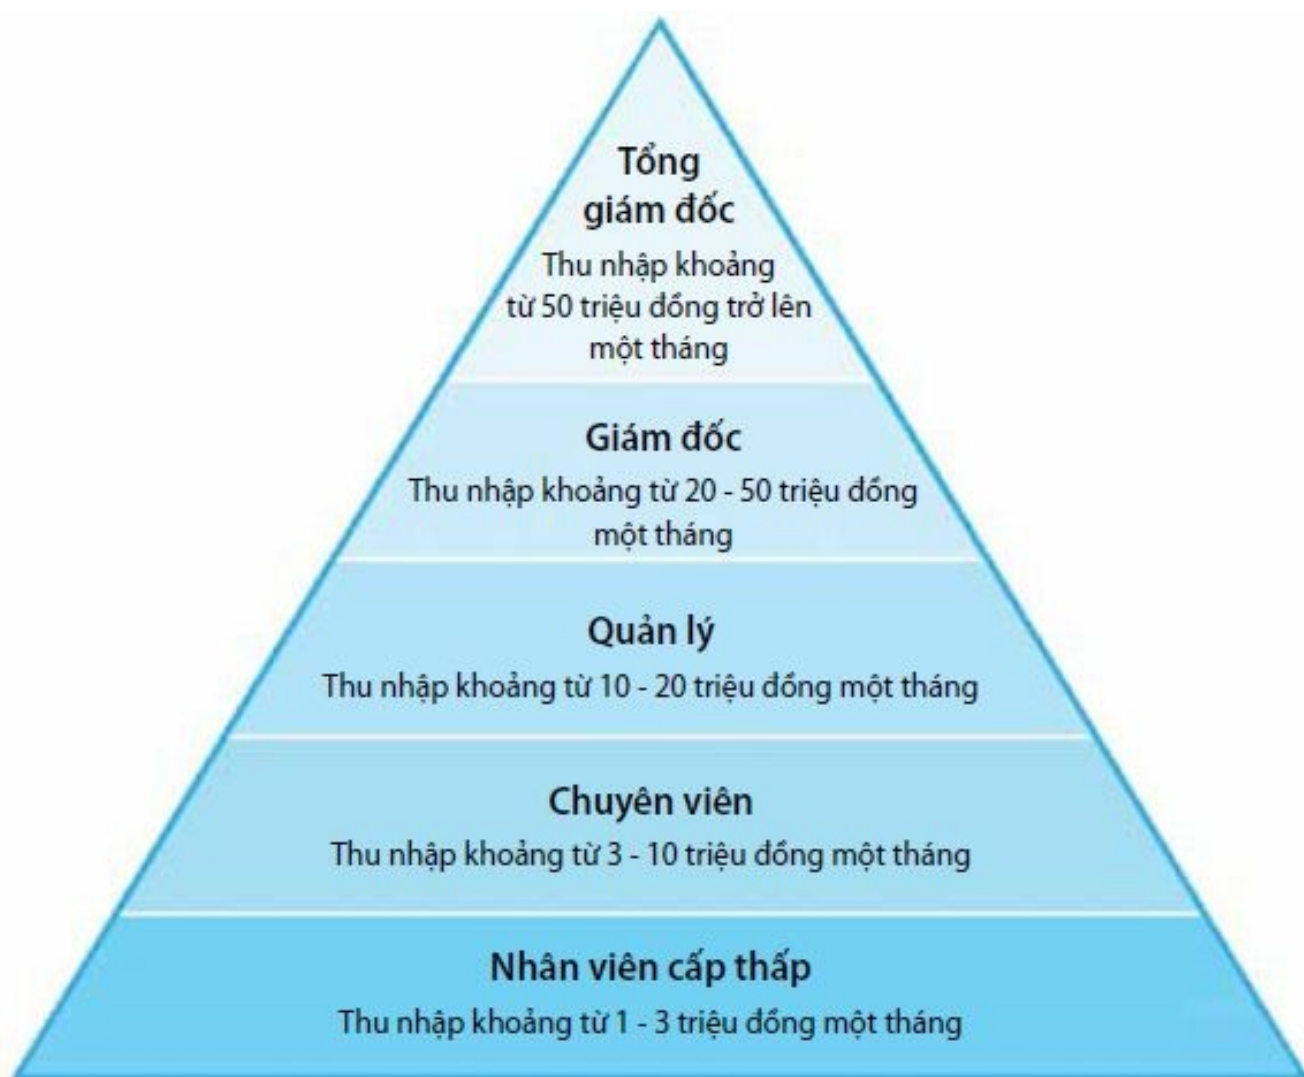 Tổng
giám đốc
Thu nhập khoảng
từ 50 triệu đồng trở lên
một tháng
Giám đốc
Thu nhập khoảng từ 20 - 50 triệu đồng
một tháng
Quản lý
Thu nhập khoảng từ 10 - 20 triệu đồng một tháng
Chuyên viên
Thu nhập khoảng từ 3 - 10 triệu đồng một tháng
Nhân viên cấp thấp
Thu nhập khoảng từ 1 - 3 triệu đồng một tháng